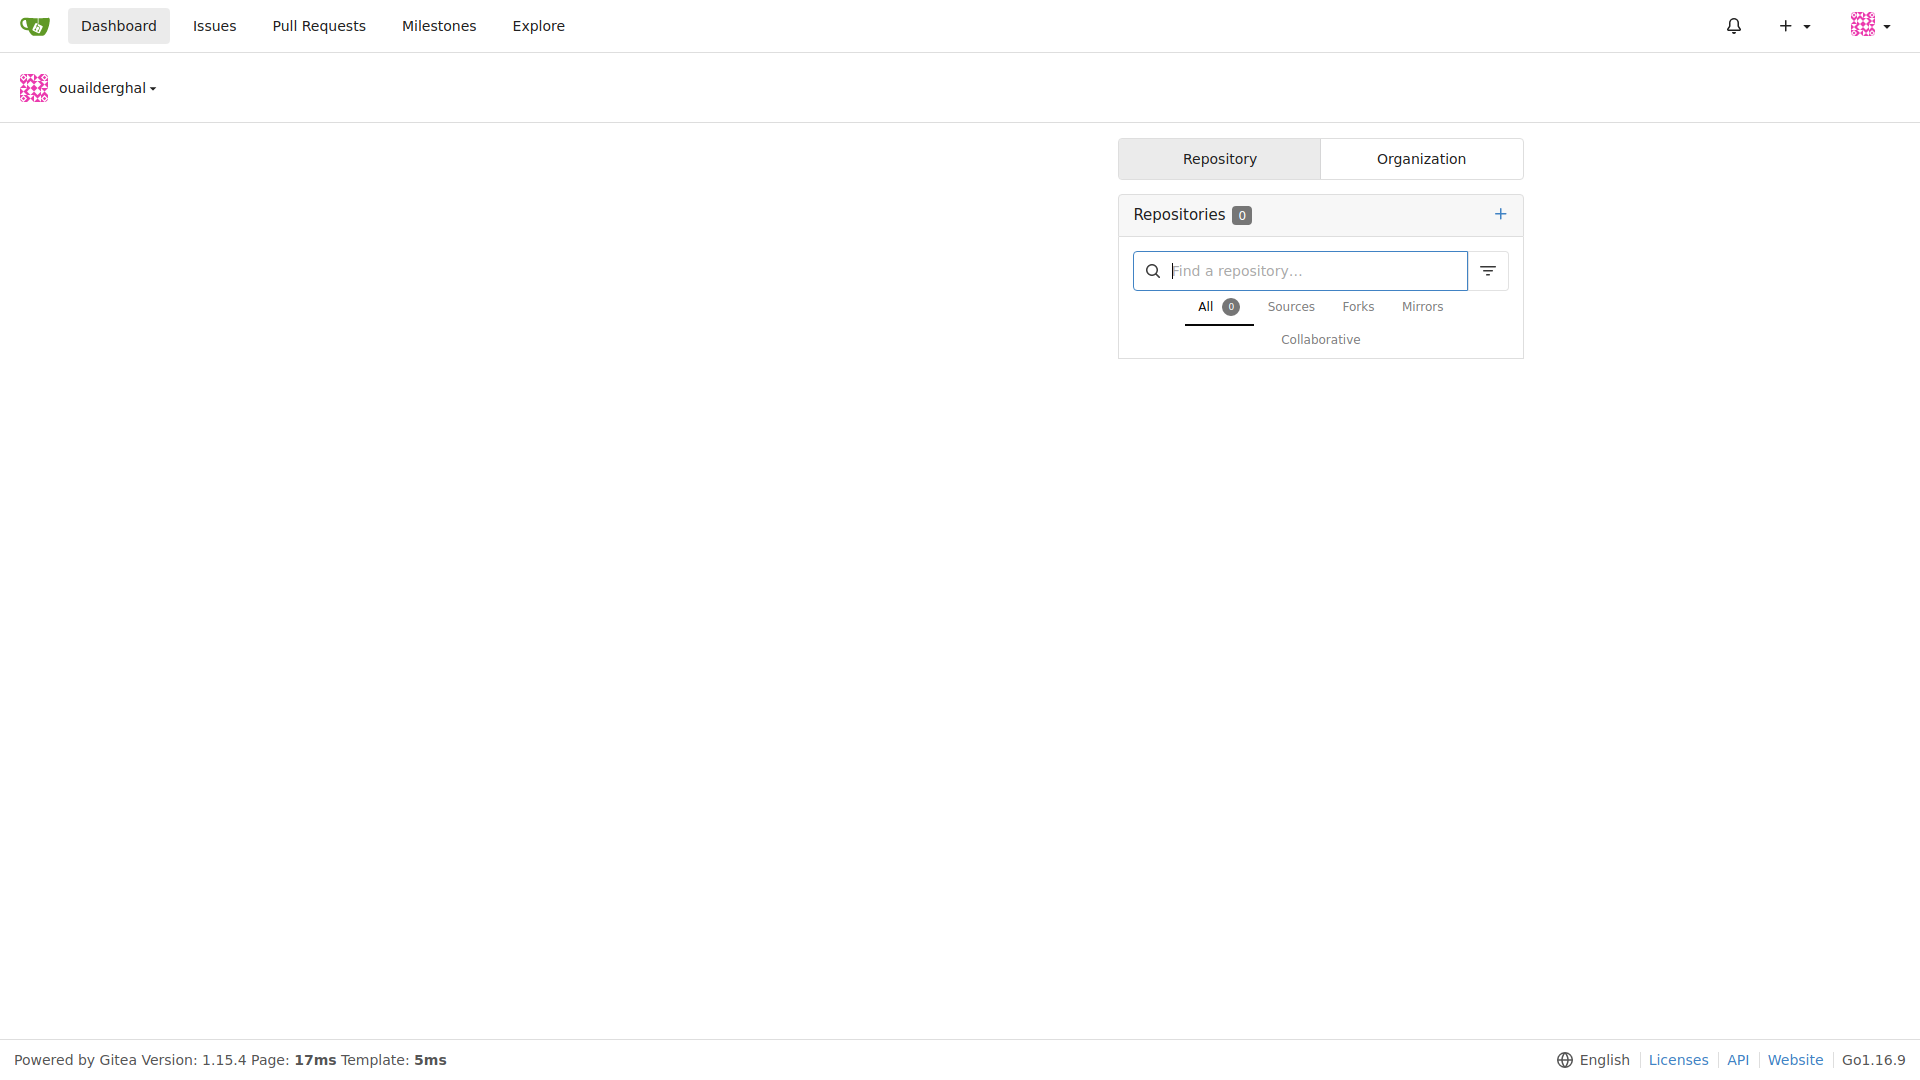 Dashboard Issues Pull Requests Milestones Explore
ouailderghal
Repository Organization
Repositories 0
Find a repository...
All 0 Sources Forks Mirrors
Collaborative
Powered by Gitea Version: 1.15.4 Page: 17ms Template: 5ms
English Licenses API Website Go1.16.9